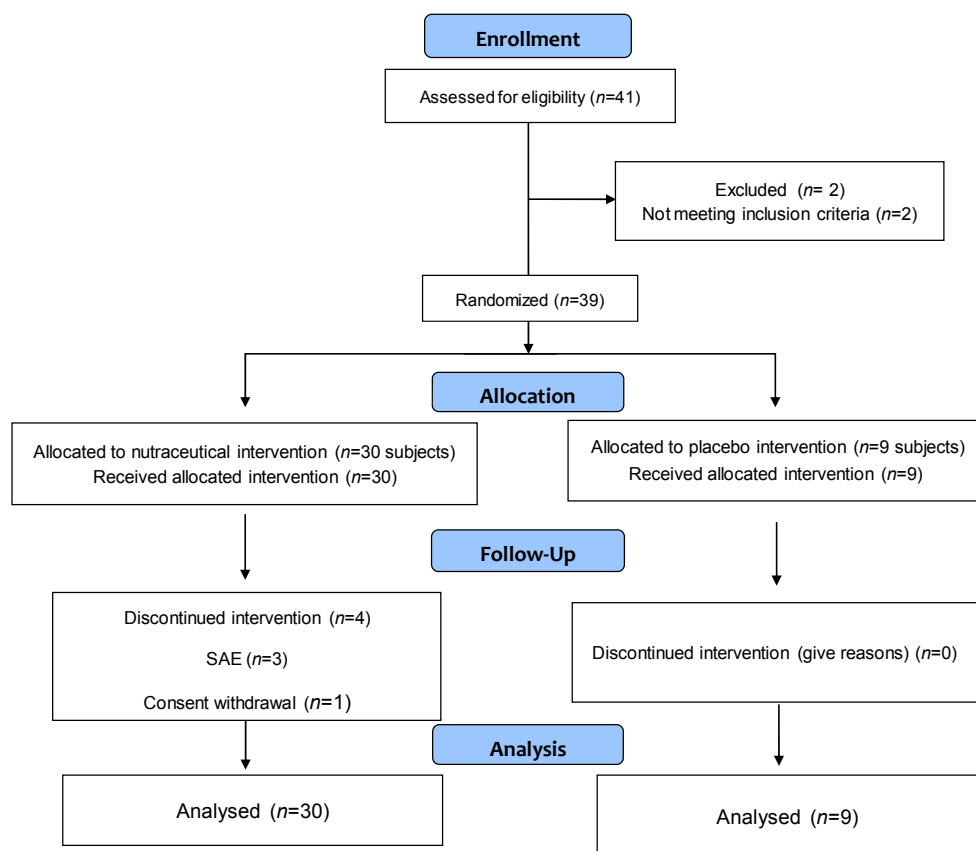 Enrollment
Assessed for eligibility (n=41)
Excluded (n= 2)
Not meeting inclusion criteria (n=2)
Randomized (n=39)
Allocation
Allocated to nutraceutical intervention (n=30 subjects)
Received allocated intervention (n=30)
Allocated to placebo intervention (n=9 subjects)
Received allocated intervention (n=9)
Follow-Up
Discontinued intervention (n=4)
SAE (n=3)
Consent withdrawal (n=1)
Discontinued intervention (give reasons) (n=0)
Analysis
Analysed (n=30)
Analysed (n=9)